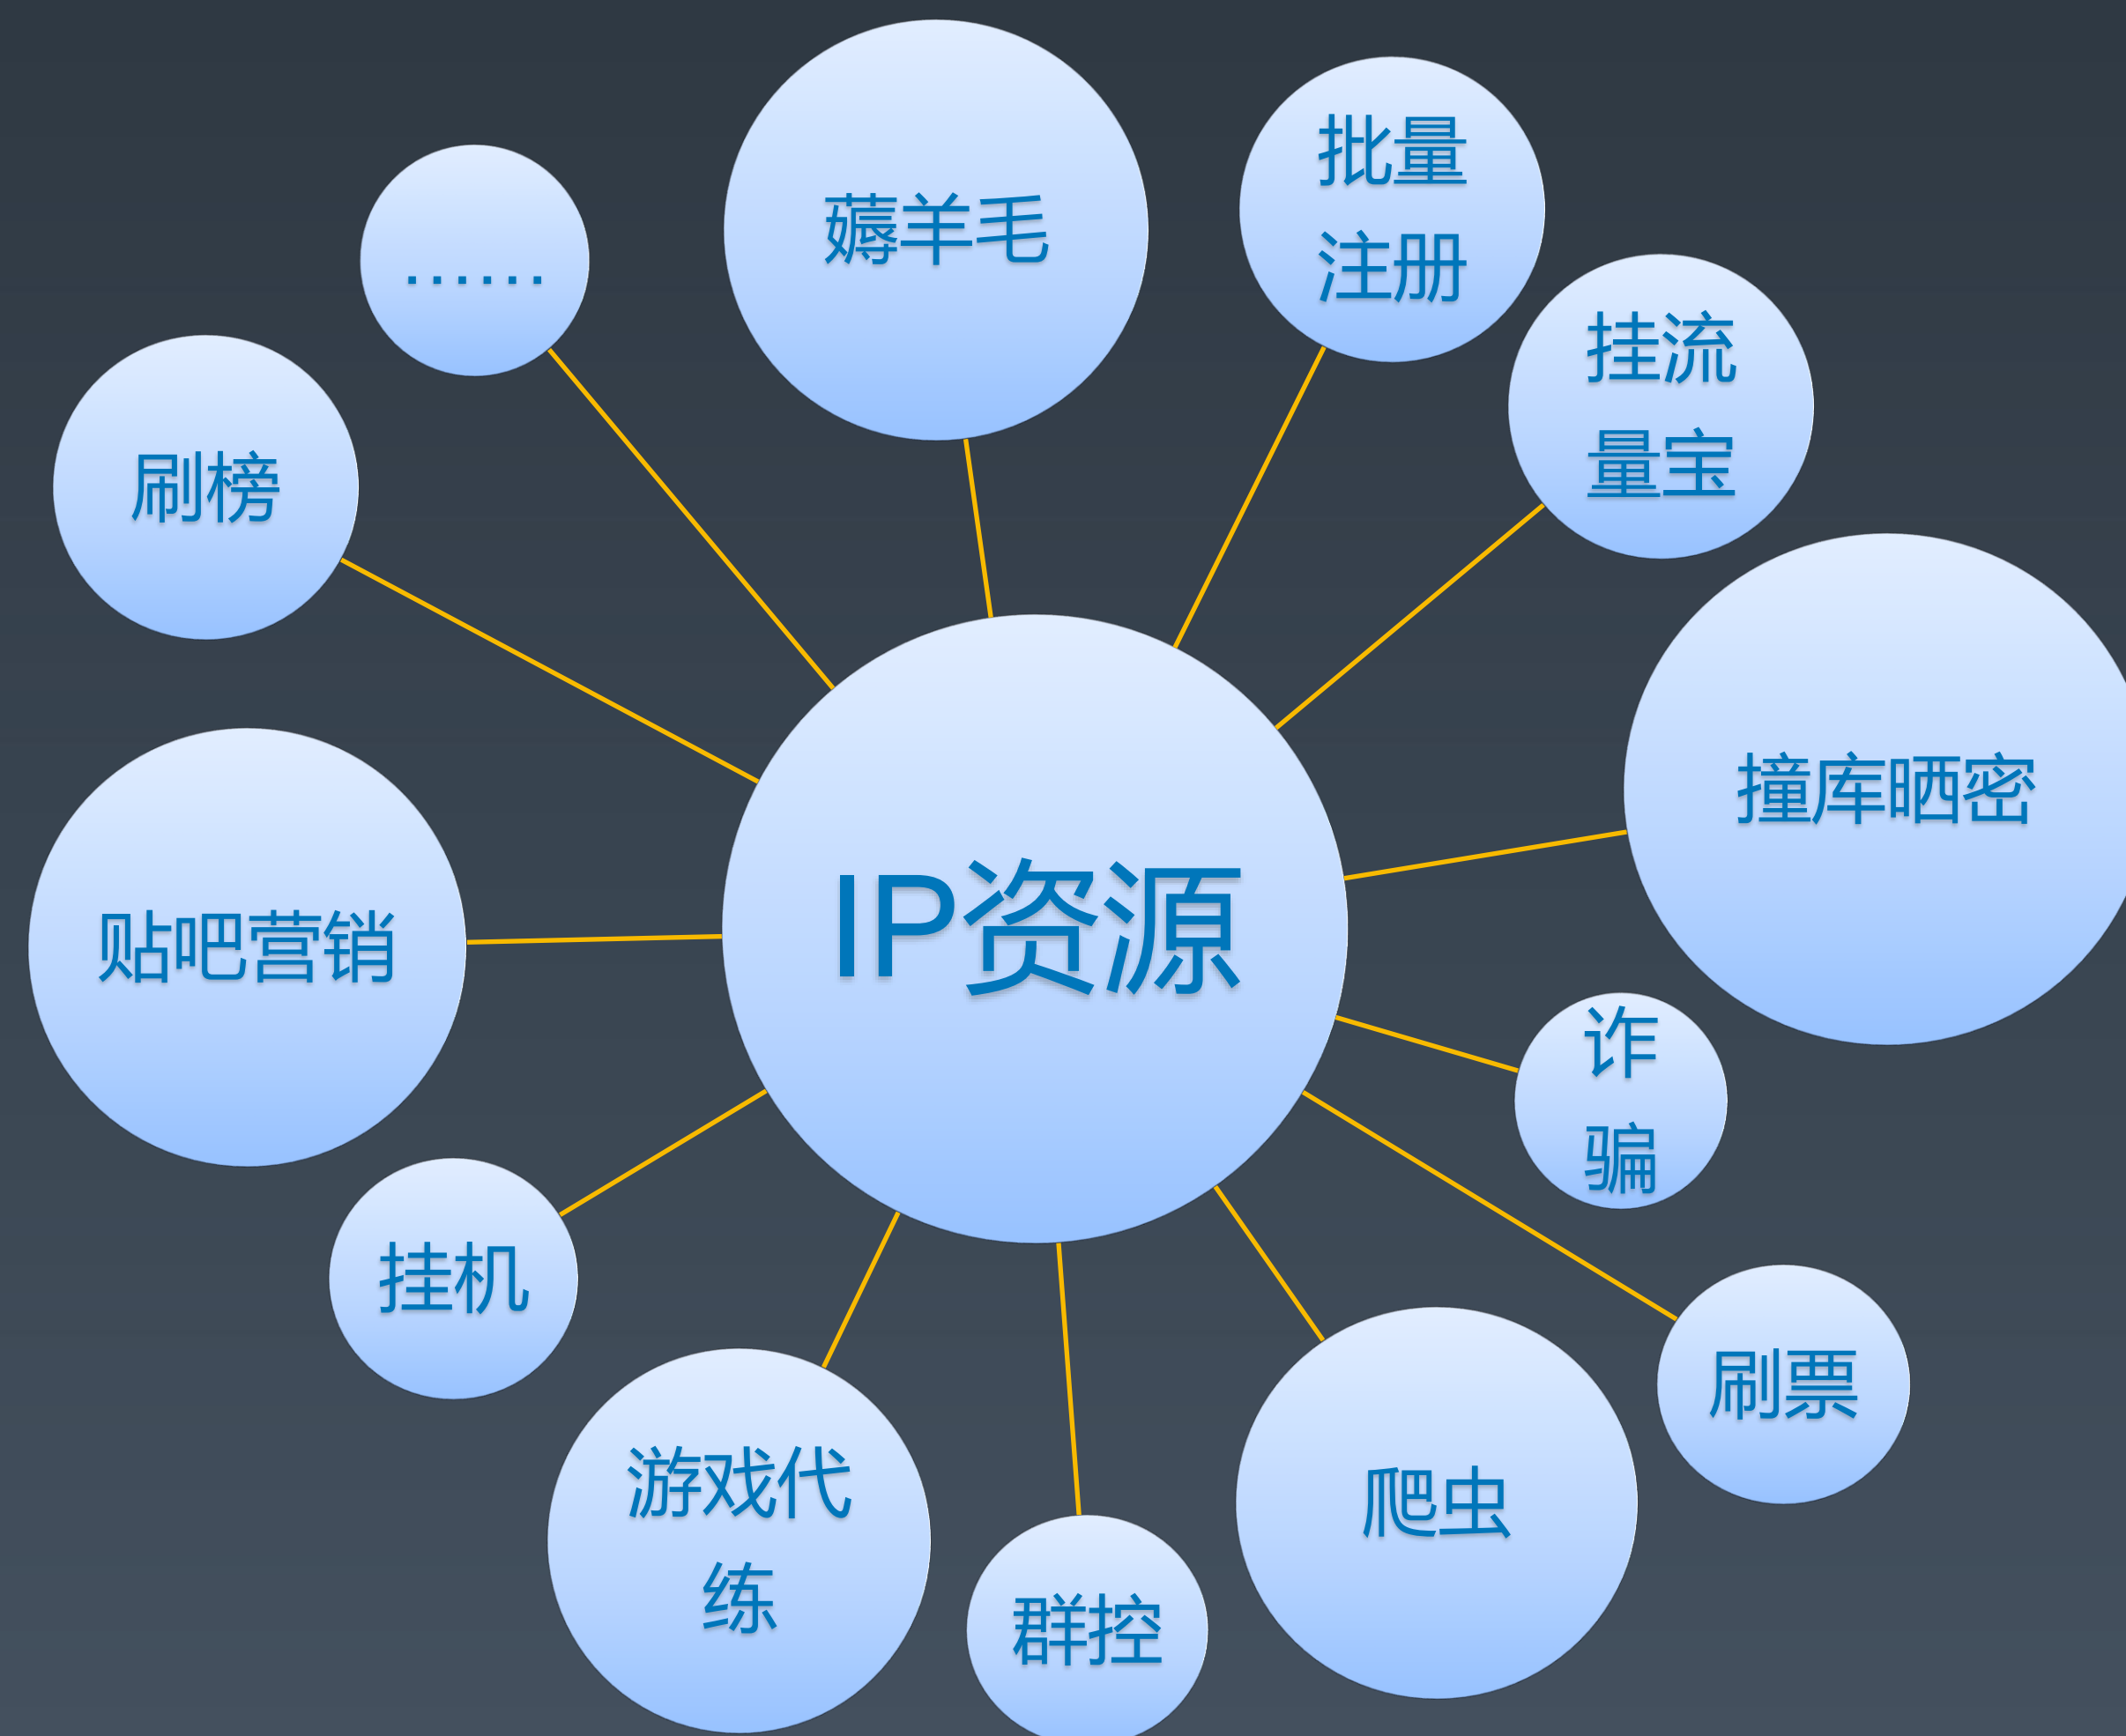 薅羊毛
批量
注册
......
挂流
量宝
刷榜
撞库晒密
IP资源
贴吧营销
诈
骗
挂机
刷票
游戏代
练
爬虫
群控